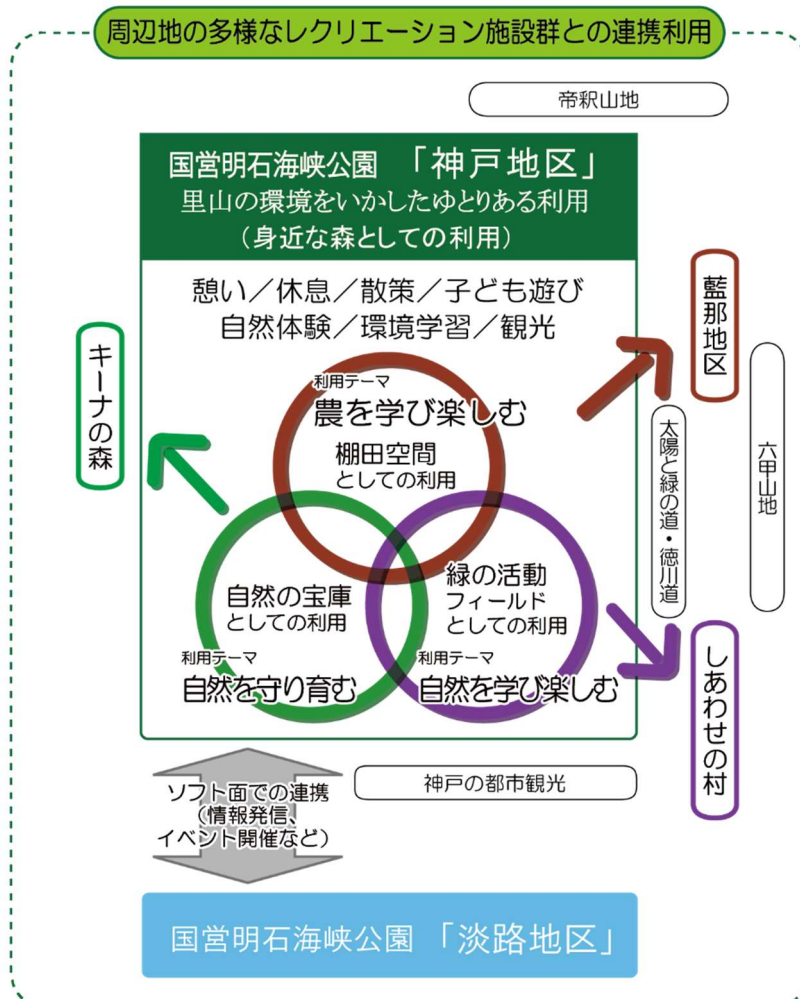 周辺地の多様なレクリエーション施設群との連携利用
帝釈山地
国営明石海峡公園 「神戸地区」
里山の環境をいかしたゆとりある利用
（身近な森としての利用）
憩い／休息／散策／子ども遊び
自然体験／環境学習／観光
利用テーマ
農を学び楽しむ
棚田空間
としての利用
自然の宝庫
としての利用
利用テーマ
自然を守り育む
緑の活動
フィールド
としての利用
利用テーマ
自然を学び楽しむ
キーナの森
藍那地区
太陽と緑の道・徳川道
六甲山地
しあわせの村
神戸の都市観光
ソフト面での連携
（情報発信、
イベント開催など）
国営明石海峡公園 「淡路地区」